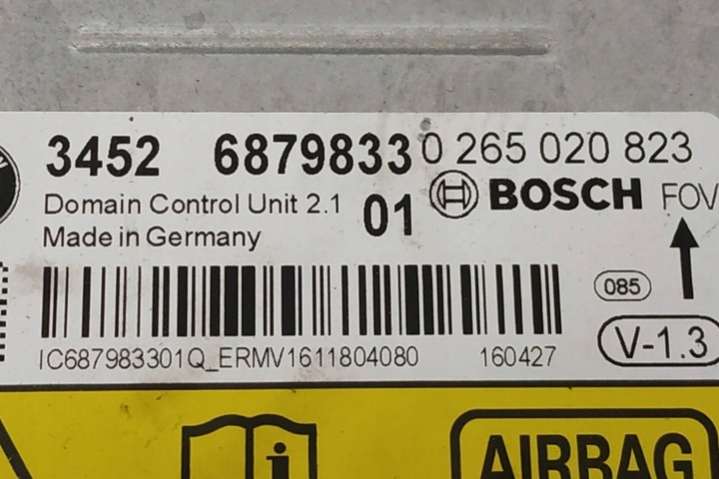 3452 6879833 0 265 020 823
Domain Control Unit 2.1 01 BOSCH FOV
Made in Germany
085
V-1.3
IC687983301Q_ERMV1611804080 160427
AIRBAG